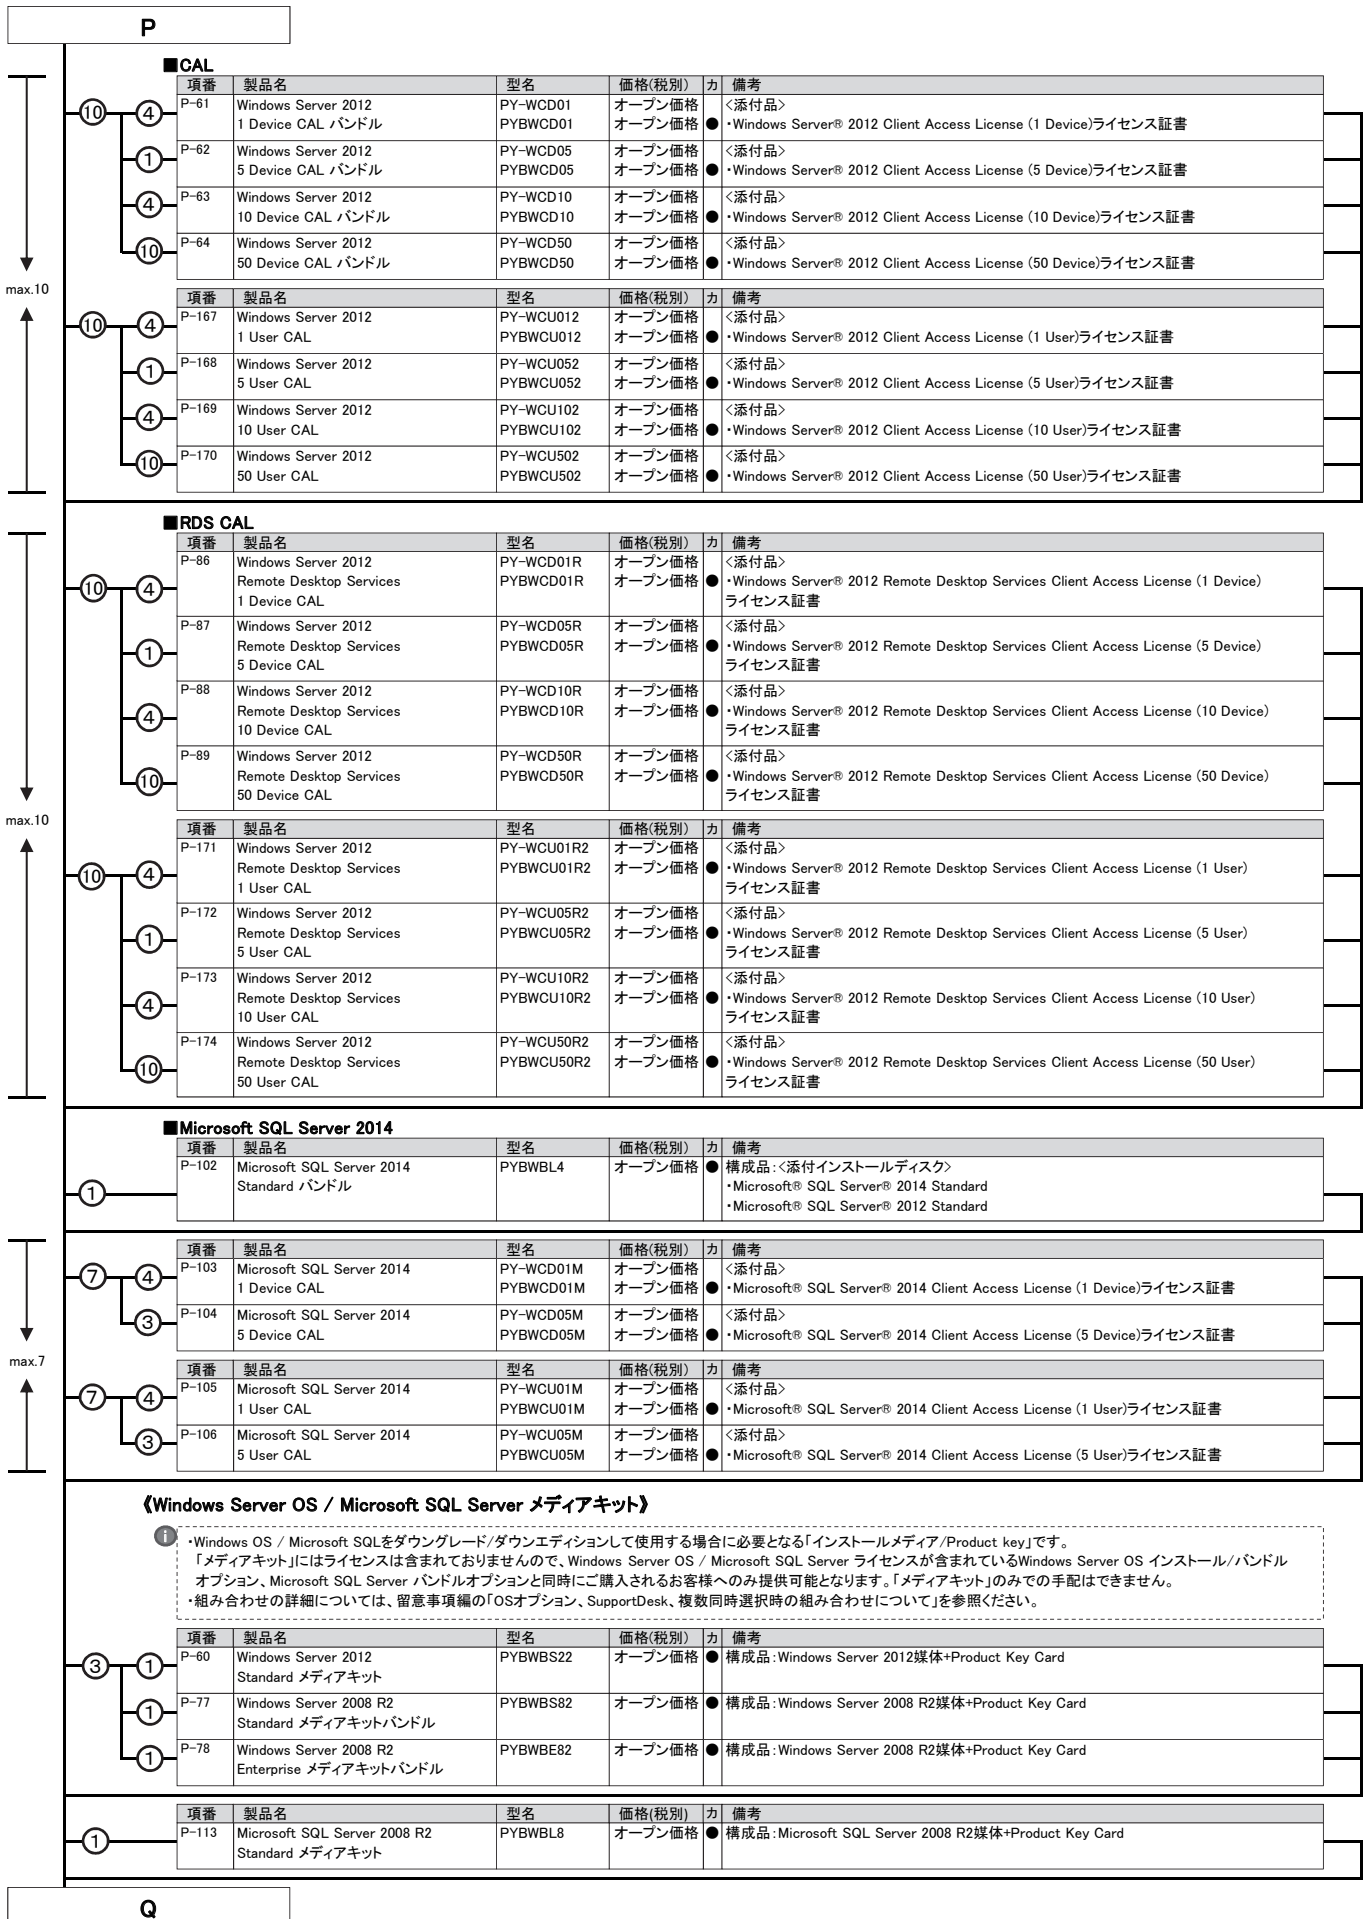 P
■CAL
項番 製品名 型名 価格(税別) カ 備考
⑩ ④ P-61 Windows Server 2012 PY-WCD01 オープン価格 <添付品>
1 Device CAL バンドル PYBWCD01 オープン価格 ● ・Windows Server® 2012 Client Access License (1 Device)ライセンス証書
① P-62 Windows Server 2012 PY-WCD05 オープン価格 <添付品>
5 Device CAL バンドル PYBWCD05 オープン価格 ● ・Windows Server® 2012 Client Access License (5 Device)ライセンス証書
④ P-63 Windows Server 2012 PY-WCD10 オープン価格 <添付品>
10 Device CAL バンドル PYBWCD10 オープン価格 ● ・Windows Server® 2012 Client Access License (10 Device)ライセンス証書
⑩ P-64 Windows Server 2012 PY-WCD50 オープン価格 <添付品>
50 Device CAL バンドル PYBWCD50 オープン価格 ● ・Windows Server® 2012 Client Access License (50 Device)ライセンス証書
max.10
項番 製品名 型名 価格(税別) カ 備考
⑩ ④ P-167 Windows Server 2012 PY-WCU012 オープン価格 <添付品>
1 User CAL PYBWCU012 オープン価格 ● ・Windows Server® 2012 Client Access License (1 User)ライセンス証書
① P-168 Windows Server 2012 PY-WCU052 オープン価格 <添付品>
5 User CAL PYBWCU052 オープン価格 ● ・Windows Server® 2012 Client Access License (5 User)ライセンス証書
④ P-169 Windows Server 2012 PY-WCU102 オープン価格 <添付品>
10 User CAL PYBWCU102 オープン価格 ● ・Windows Server® 2012 Client Access License (10 User)ライセンス証書
⑩ P-170 Windows Server 2012 PY-WCU502 オープン価格 <添付品>
50 User CAL PYBWCU502 オープン価格 ● ・Windows Server® 2012 Client Access License (50 User)ライセンス証書
■RDS CAL
項番 製品名 型名 価格(税別) カ 備考
P-86 Windows Server 2012 PY-WCD01R オープン価格 <添付品>
⑩ ④ Remote Desktop Services PYBWCD01R オープン価格 ● ・Windows Server® 2012 Remote Desktop Services Client Access License (1 Device)
1 Device CAL ライセンス証書
P-87 Windows Server 2012 PY-WCD05R オープン価格 <添付品>
① Remote Desktop Services PYBWCD05R オープン価格 ● ・Windows Server® 2012 Remote Desktop Services Client Access License (5 Device)
5 Device CAL ライセンス証書
P-88 Windows Server 2012 PY-WCD10R オープン価格 <添付品>
④ Remote Desktop Services PYBWCD10R オープン価格 ● ・Windows Server® 2012 Remote Desktop Services Client Access License (10 Device)
10 Device CAL ライセンス証書
P-89 Windows Server 2012 PY-WCD50R オープン価格 <添付品>
⑩ Remote Desktop Services PYBWCD50R オープン価格 ● ・Windows Server® 2012 Remote Desktop Services Client Access License (50 Device)
50 Device CAL ライセンス証書
max.10
項番 製品名 型名 価格(税別) カ 備考
P-171 Windows Server 2012 PY-WCU01R2 オープン価格 <添付品>
⑩ ④ Remote Desktop Services PYBWCU01R2 オープン価格 ● ・Windows Server® 2012 Remote Desktop Services Client Access License (1 User)
1 User CAL ライセンス証書
P-172 Windows Server 2012 PY-WCU05R2 オープン価格 <添付品>
① Remote Desktop Services PYBWCU05R2 オープン価格 ● ・Windows Server® 2012 Remote Desktop Services Client Access License (5 User)
5 User CAL ライセンス証書
P-173 Windows Server 2012 PY-WCU10R2 オープン価格 <添付品>
④ Remote Desktop Services PYBWCU10R2 オープン価格 ● ・Windows Server® 2012 Remote Desktop Services Client Access License (10 User)
10 User CAL ライセンス証書
P-174 Windows Server 2012 PY-WCU50R2 オープン価格 <添付品>
⑩ Remote Desktop Services PYBWCU50R2 オープン価格 ● ・Windows Server® 2012 Remote Desktop Services Client Access License (50 User)
50 User CAL ライセンス証書
■Microsoft SQL Server 2014
項番 製品名 型名 価格(税別) カ 備考
P-102 Microsoft SQL Server 2014 PYBWBL4 オープン価格 ● 構成品:<添付インストールディスク>
① Standard バンドル ・Microsoft® SQL Server® 2014 Standard
・Microsoft® SQL Server® 2012 Standard
項番 製品名 型名 価格(税別) カ 備考
⑦ ④ P-103 Microsoft SQL Server 2014 PY-WCD01M オープン価格 <添付品>
1 Device CAL PYBWCD01M オープン価格 ● ・Microsoft® SQL Server® 2014 Client Access License (1 Device)ライセンス証書
③ P-104 Microsoft SQL Server 2014 PY-WCD05M オープン価格 <添付品>
5 Device CAL PYBWCD05M オープン価格 ● ・Microsoft® SQL Server® 2014 Client Access License (5 Device)ライセンス証書
max.7
項番 製品名 型名 価格(税別) カ 備考
⑦ ④ P-105 Microsoft SQL Server 2014 PY-WCU01M オープン価格 <添付品>
1 User CAL PYBWCU01M オープン価格 ● ・Microsoft® SQL Server® 2014 Client Access License (1 User)ライセンス証書
③ P-106 Microsoft SQL Server 2014 PY-WCU05M オープン価格 <添付品>
5 User CAL PYBWCU05M オープン価格 ● ・Microsoft® SQL Server® 2014 Client Access License (5 User)ライセンス証書
《Windows Server OS / Microsoft SQL Server メディアキット》
i ・Windows OS / Microsoft SQLをダウングレード/ダウンエディションして使用する場合に必要となる「インストールメディア/Product key」です。
「メディアキット」にはライセンスは含まれておりませんので、Windows Server OS / Microsoft SQL Server ライセンスが含まれているWindows Server OS インストール/バンドル
オプション、Microsoft SQL Server バンドルオプションと同時にご購入されるお客様へのみ提供可能となります。「メディアキット」のみでの手配はできません。
・組み合わせの詳細については、留意事項編の「OSオプション、SupportDesk、複数同時選択時の組み合わせについて」を参照ください。
項番 製品名 型名 価格(税別) カ 備考
③ ① P-60 Windows Server 2012 PYBWBS22 オープン価格 ● 構成品:Windows Server 2012媒体+Product Key Card
Standard メディアキット
① P-77 Windows Server 2008 R2 PYBWBS82 オープン価格 ● 構成品:Windows Server 2008 R2媒体+Product Key Card
Standard メディアキットバンドル
① P-78 Windows Server 2008 R2 PYBWBE82 オープン価格 ● 構成品:Windows Server 2008 R2媒体+Product Key Card
Enterprise メディアキットバンドル
項番 製品名 型名 価格(税別) カ 備考
① P-113 Microsoft SQL Server 2008 R2 PYBWBL8 オープン価格 ● 構成品:Microsoft SQL Server 2008 R2媒体+Product Key Card
Standard メディアキット
Q